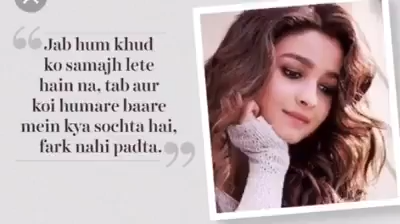 Jab hum khud
ko samajh lete
hain na, tab aur
koi humare baare
mein kya sochta hai,
fark nahi padta.